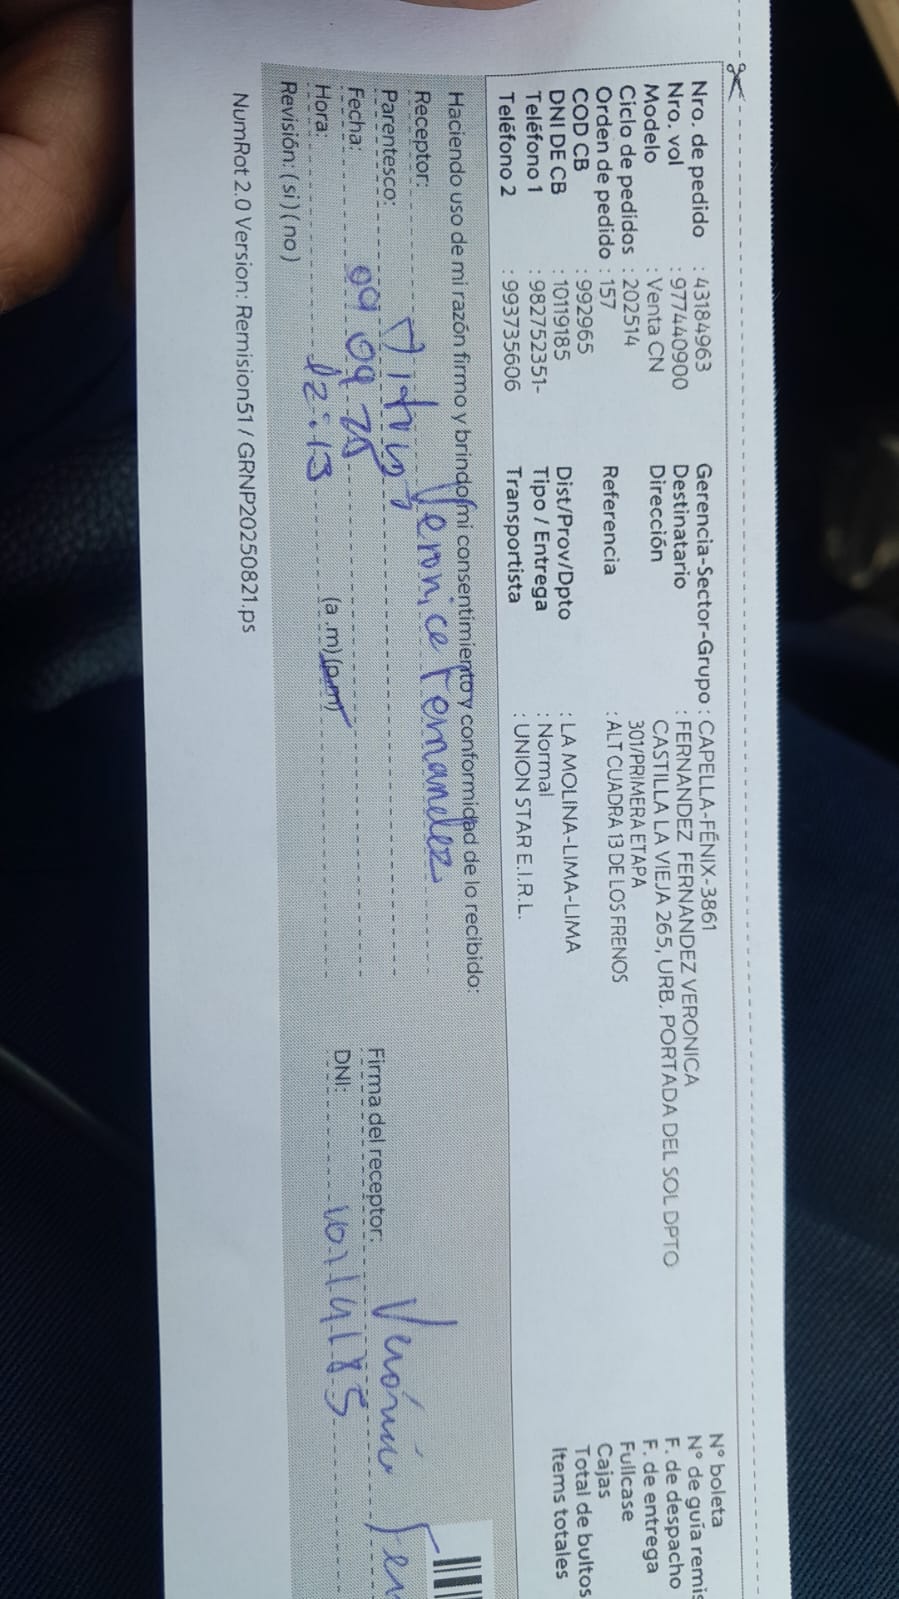 Nro. de pedido : 43184963
Nro. vol : 977440900
Modelo : Venta CN
Ciclo de pedidos : 202514
Orden de pedido : 157
COD CB : 992965
DNI DE CB : 10119185
Teléfono 1 : 982752351-
Teléfono 2 : 993735606
Gerencia-Sector-Grupo : CAPELLA-FÉNIX-3861
Destinatario : FERNANDEZ FERNANDEZ VERONICA
Dirección CASTILLA LA VIEJA 265, URB. PORTADA DEL SOL DPTO
301/PRIMERA ETAPA
Referencia : ALT CUADRA 13 DE LOS FRENOS
Dist/Prov/Dpto : LA MOLINA-LIMA-LIMA
Tipo / Entrega : Normal
Transportista : UNION STAR E.I.R.L.
N° boleta
N° de guía remis
F. de despacho
F. de entrega
Fullcase
Cajas
Total de bultos
Items totales
Haciendo uso de mi razón firmo y brindo mi consentimiento y conformidad de lo recibido:
Receptor: Veronice Fernandez
Parentesco:
Fecha: 09 09 25
Hora: 12:13 (a.m) (p.m)
Revisión: ( si ) ( no )
Firma del receptor:
DNI:
NumRot 2.0 Version: Remision51 / GRNP20250821.ps